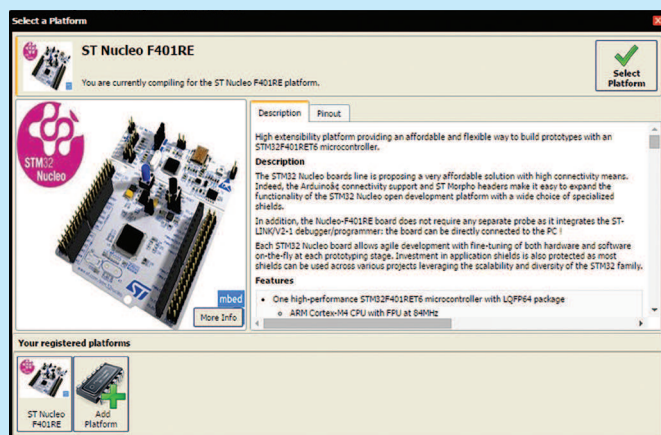 Select a Platform
ST Nucleo F401RE
You are currently compiling for the ST Nucleo F401RE platform.
Select
Platform
STM32
Nucleo
mbed
More Info
Description
Pinout
High extensibility platform providing an affordable and flexible way to build prototypes with an
STM32F401RET6 microcontroller.
Description
The STM32 Nucleo boards line is proposing a very affordable solution with high connectivity means.
Indeed, the Arduinoâ¢ connectivity support and ST Morpho headers make it easy to expand the
functionality of the STM32 Nucleo open development platform with a wide choice of specialized
shields.
In addition, the Nucleo-F401RE board does not require any separate probe as it integrates the ST-
LINK/V2-1 debugger/programmer: the board can be directly connected to the PC !
Each STM32 Nucleo board allows agile development with fine-tuning of both hardware and software
on-the-fly at each prototyping stage. Investment in application shields is also protected as most
shields can be used across various projects leveraging the scalability and diversity of the STM32 family.
Features
• One high-performance STM32F401RET6 microcontroller with LQFP64 package
o ARM Cortex-M4 CPU with FPU at 84MHz
Your registered platforms
ST Nucleo
F401RE
Add
Platform